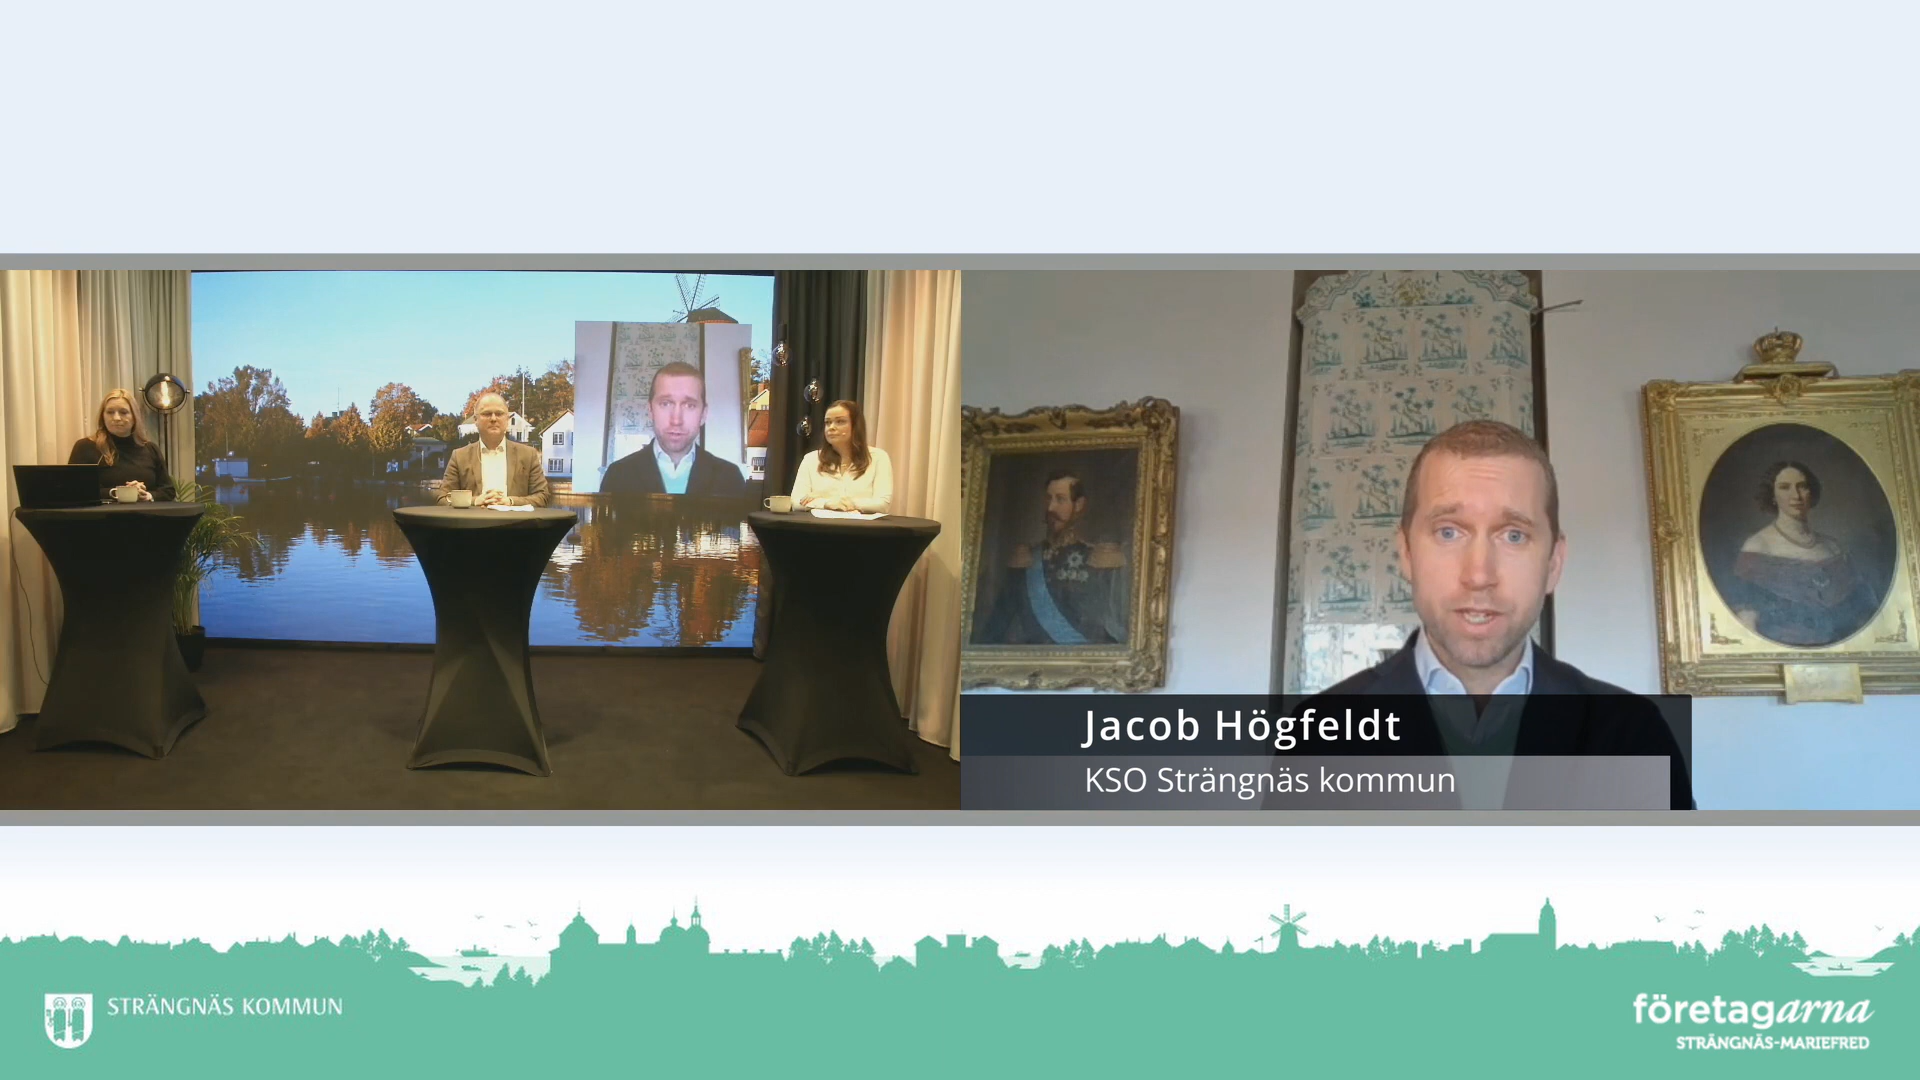 Jacob Högfeldt
KSO Strängnäs kommun
STRÄNGNÄS KOMMUN
företagarna
STRÄNGNÄS-MARIEFRED